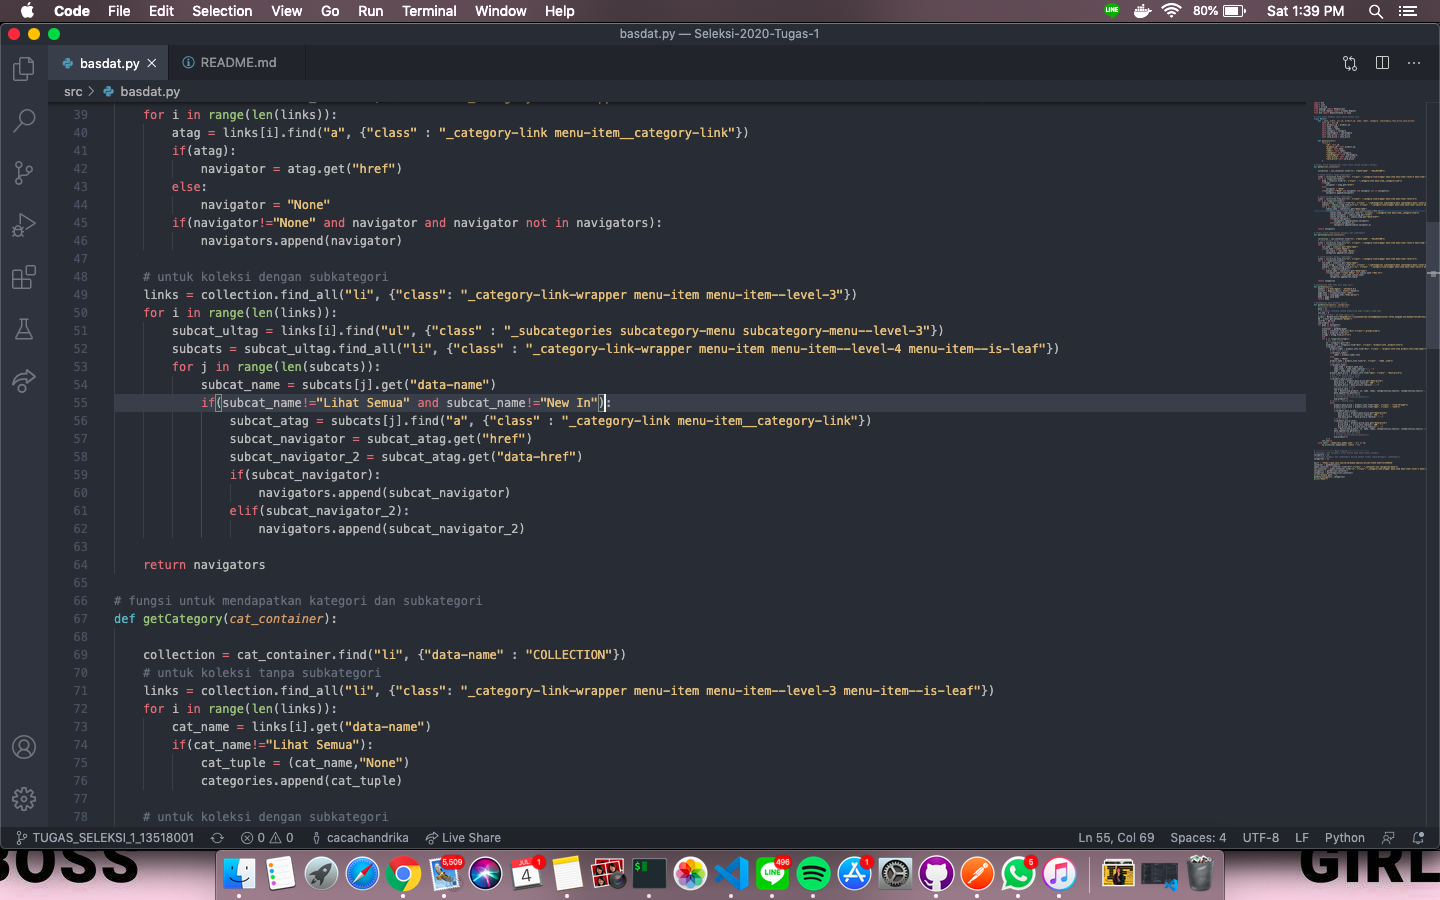 Code File Edit Selection View Go Run Terminal Window Help LINE 80% Sat 1:39 PM
basdat.py — Seleksi-2020-Tugas-1
basdat.py README.md
src basdat.py
39 for i in range(len(links)):
40 atag = links[i].find("a", {"class" : "_category-link menu-item__category-link"})
41 if(atag):
42 navigator = atag.get("href")
43 else:
44 navigator = "None"
45 if(navigator!="None" and navigator and navigator not in navigators):
46 navigators.append(navigator)
47
48 # untuk koleksi dengan subkategori
49 links = collection.find_all("li", {"class": "_category-link-wrapper menu-item menu-item--level-3"})
50 for i in range(len(links)):
51 subcat_ultag = links[i].find("ul", {"class" : "_subcategories subcategory-menu subcategory-menu--level-3"})
52 subcats = subcat_ultag.find_all("li", {"class" : "_category-link-wrapper menu-item menu-item--level-4 menu-item--is-leaf"})
53 for j in range(len(subcats)):
54 subcat_name = subcats[j].get("data-name")
55 if(subcat_name!="Lihat Semua" and subcat_name!="New In"):
56 subcat_atag = subcats[j].find("a", {"class" : "_category-link menu-item__category-link"})
57 subcat_navigator = subcat_atag.get("href")
58 subcat_navigator_2 = subcat_atag.get("data-href")
59 if(subcat_navigator):
60 navigators.append(subcat_navigator)
61 elif(subcat_navigator_2):
62 navigators.append(subcat_navigator_2)
63
64 return navigators
65
66 # fungsi untuk mendapatkan kategori dan subkategori
67 def getCategory(cat_container):
68
69 collection = cat_container.find("li", {"data-name" : "COLLECTION"})
70 # untuk koleksi tanpa subkategori
71 links = collection.find_all("li", {"class": "_category-link-wrapper menu-item menu-item--level-3 menu-item--is-leaf"})
72 for i in range(len(links)):
73 cat_name = links[i].get("data-name")
74 if(cat_name!="Lihat Semua"):
75 cat_tuple = (cat_name,"None")
76 categories.append(cat_tuple)
77
78 # untuk koleksi dengan subkategori
TUGAS_SELEKSI_1_13518001 0 0 cacachandrika Live Share Ln 55, Col 69 Spaces: 4 UTF-8 LF Python
BOSS GIRL
5,509 JUL 4 1 $ LINE 496 1 5